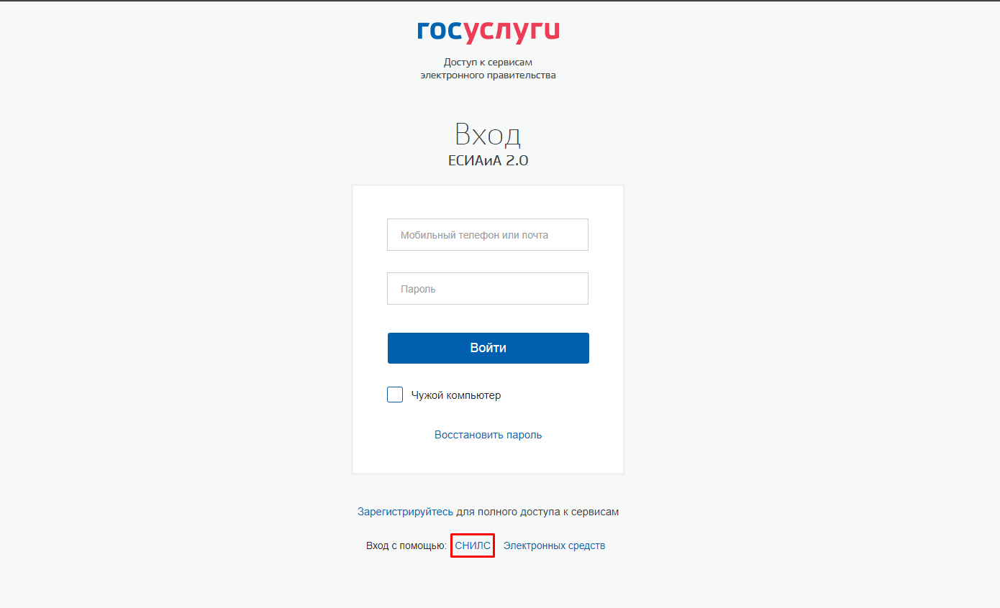 госуслуги
Доступ к сервисам
электронного правительства
Вход
ЕСИАиА 2.0
Мобильный телефон или почта
Пароль
Войти
Чужой компьютер
Восстановить пароль
Зарегистрируйтесь для полного доступа к сервисам
Вход с помощью: СНИЛС Электронных средств